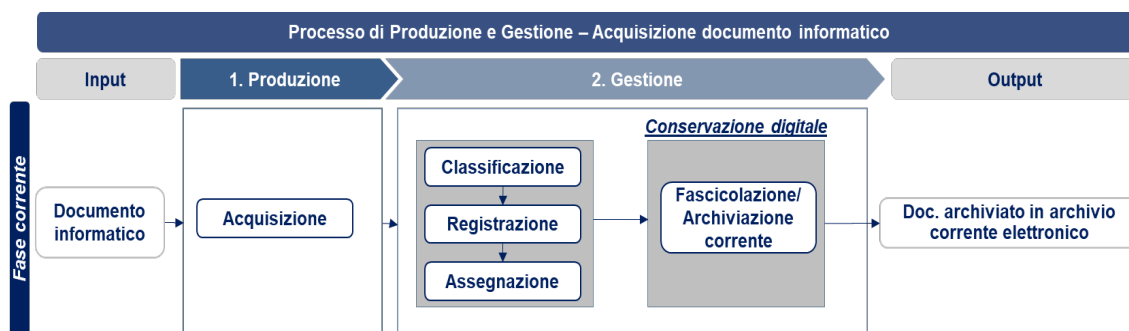 Processo di Produzione e Gestione – Acquisizione documento informatico
Input
1. Produzione
2. Gestione
Output
Fase corrente
Documento
informatico
Acquisizione
Classificazione
Registrazione
Assegnazione
Conservazione digitale
Fascicolazione/
Archiviazione
corrente
Doc. archiviato in archivio
corrente elettronico